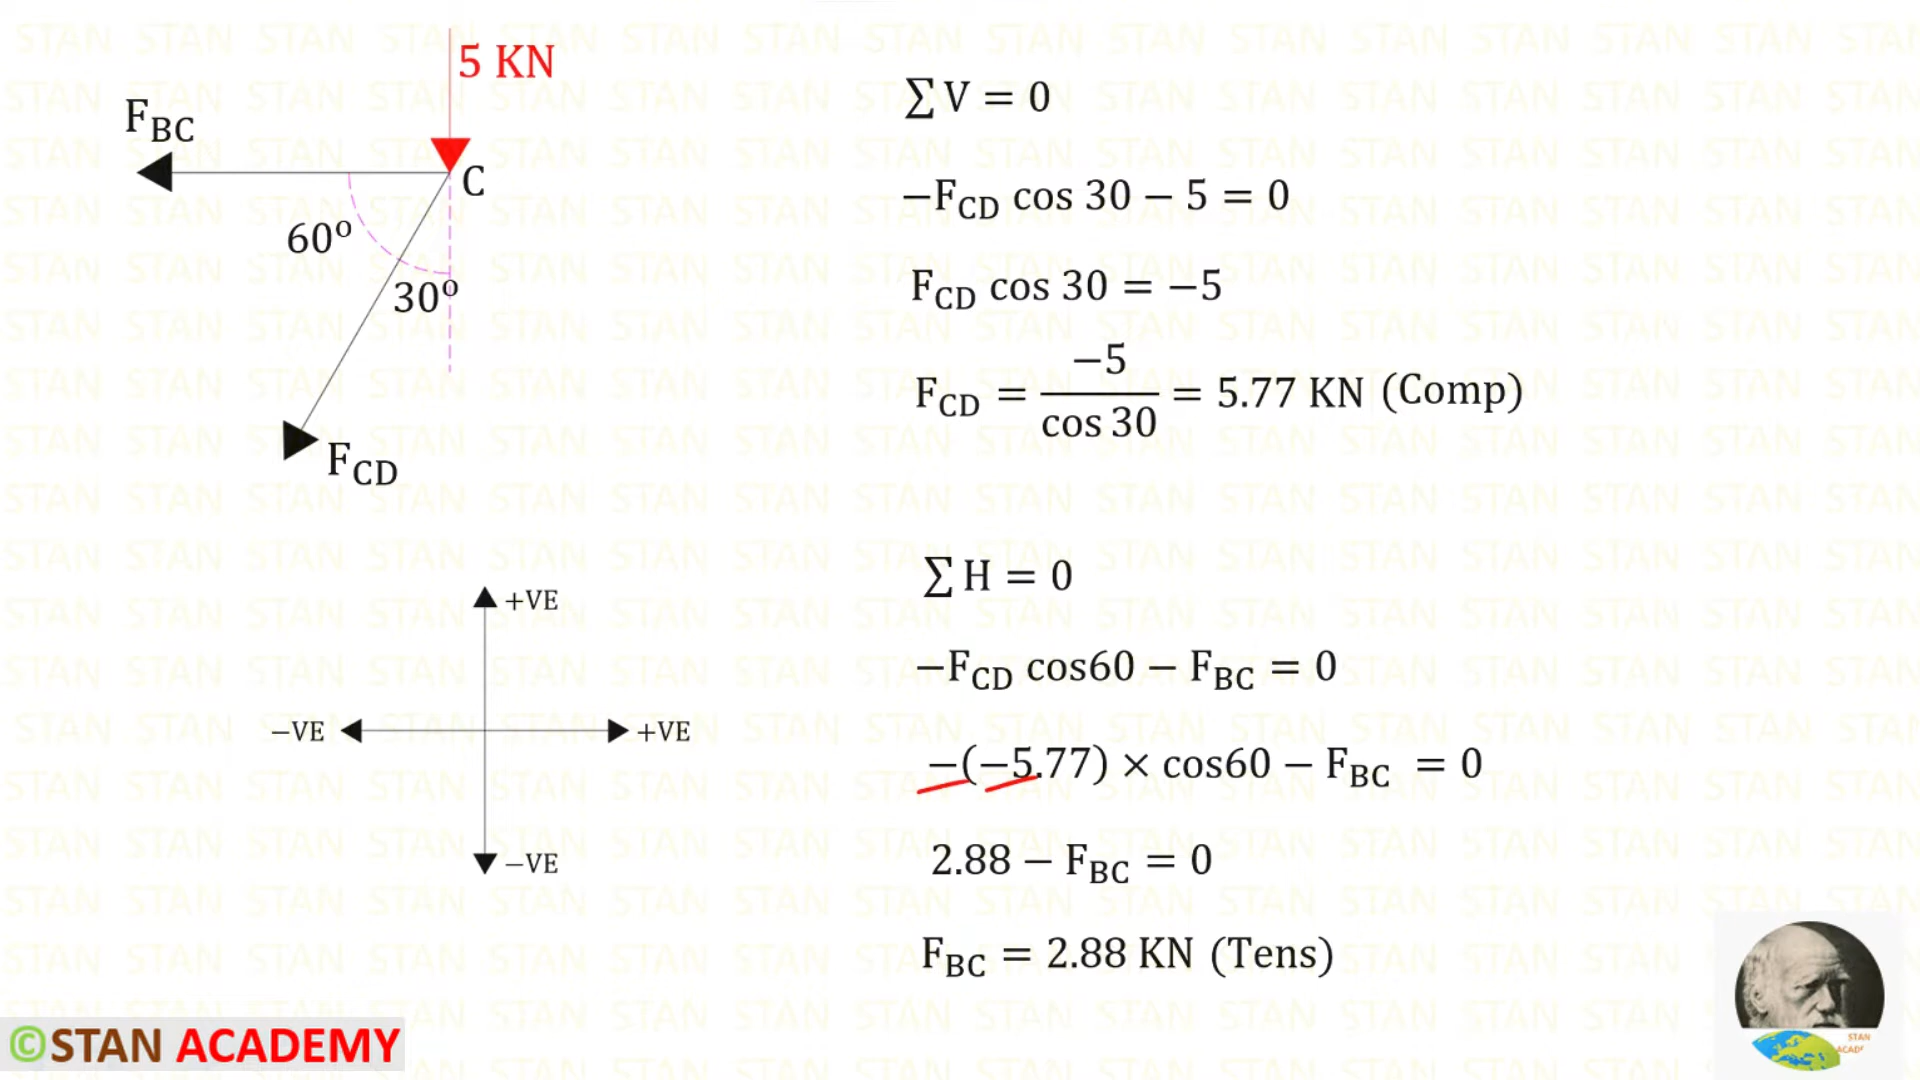 5 KN
F_BC
C
60°
30°
F_CD
∑ V = 0
−F_CD cos 30 − 5 = 0
F_CD cos 30 = −5
F_CD = −5 / cos 30 = 5.77 KN (Comp)
∑ H = 0
−F_CD cos60 − F_BC = 0
−(−5.77) × cos60 − F_BC = 0
2.88 − F_BC = 0
F_BC = 2.88 KN (Tens)
+VE
−VE
+VE
−VE
©STAN ACADEMY
STAN